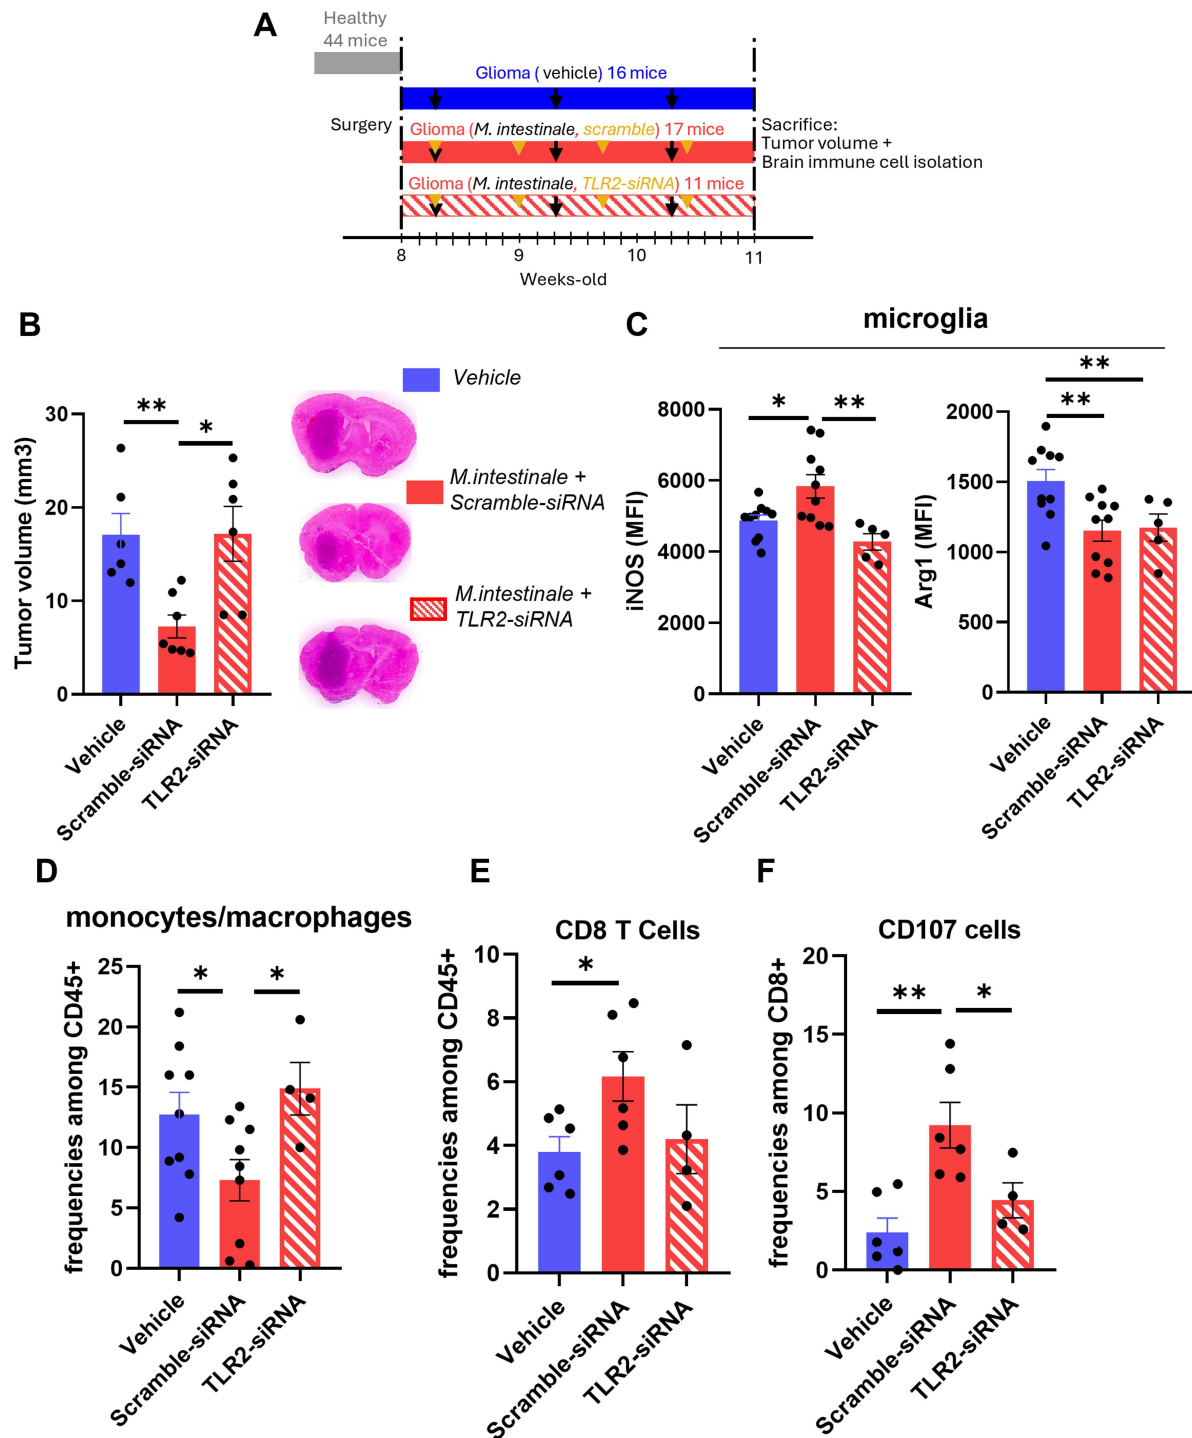 A
Healthy
44 mice
Glioma ( vehicle) 16 mice
Surgery
Glioma (M. intestinale, scramble) 17 mice
Sacrifice:
Tumor volume +
Brain immune cell isolation
Glioma (M. intestinale, TLR2-siRNA) 11 mice
8 9 10 11
Weeks-old
B
Tumor volume (mm3)
30
20
10
0
** *
Vehicle
Scramble-siRNA
TLR2-siRNA
Vehicle
M.intestinale +
Scramble-siRNA
M.intestinale +
TLR2-siRNA
C
microglia
iNOS (MFI)
8000
6000
4000
2000
0
* **
Vehicle
Scramble-siRNA
TLR2-siRNA
Arg1 (MFI)
2000
1500
1000
500
0
**
**
Vehicle
Scramble-siRNA
TLR2-siRNA
D
monocytes/macrophages
frequencies among CD45+
25
20
15
10
5
0
* *
Vehicle
Scramble-siRNA
TLR2-siRNA
E
CD8 T Cells
frequencies among CD45+
10
8
6
4
2
0
*
Vehicle
Scramble-siRNA
TLR2-siRNA
F
CD107 cells
frequencies among CD8+
20
15
10
5
0
** *
Vehicle
Scramble-siRNA
TLR2-siRNA